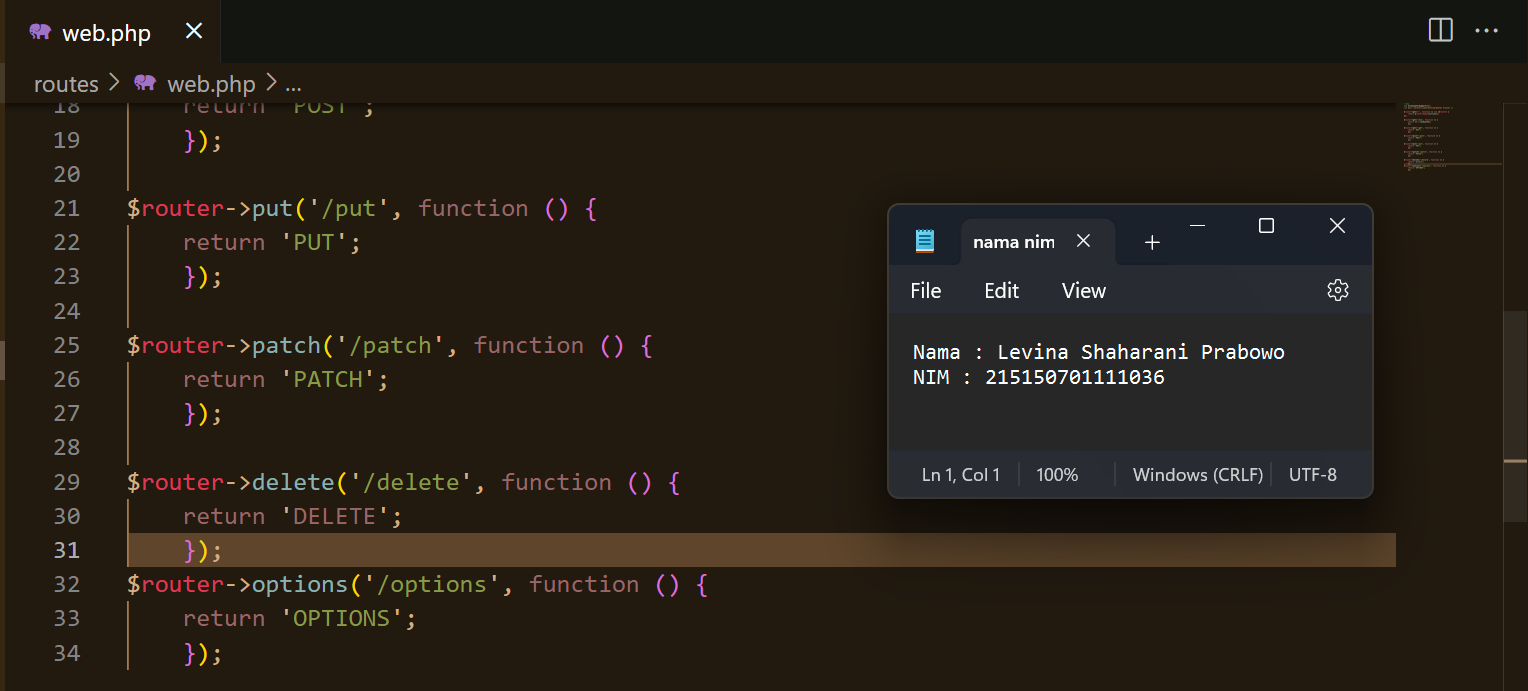 web.php
routes > web.php > ...
18 return 'POST';
19 });
20
21 $router->put('/put', function () {
22 return 'PUT';
23 });
24
25 $router->patch('/patch', function () {
26 return 'PATCH';
27 });
28
29 $router->delete('/delete', function () {
30 return 'DELETE';
31 });
32 $router->options('/options', function () {
33 return 'OPTIONS';
34 });
nama nim
File Edit View
Nama : Levina Shaharani Prabowo
NIM : 215150701111036
Ln 1, Col 1 100% Windows (CRLF) UTF-8